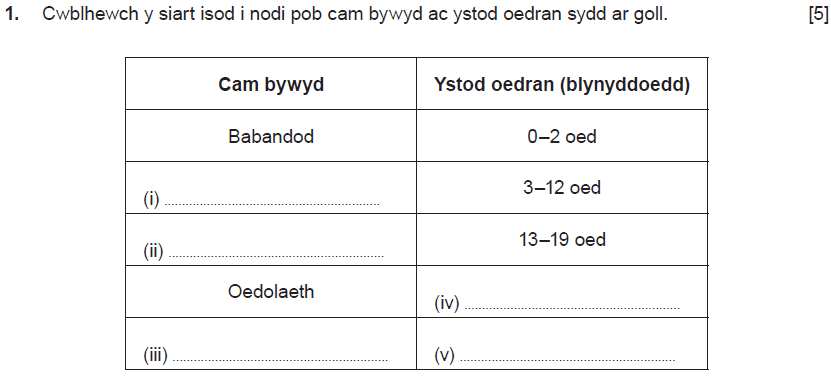 1. Cwblhewch y siart isod i nodi pob cam bywyd ac ystod oedran sydd ar goll. [5]
Cam bywyd Ystod oedran (blynyddoedd)
Babandod 0–2 oed
(i) ............................................................ 3–12 oed
(ii) ............................................................ 13–19 oed
Oedolaeth (iv) ............................................................
(iii) ............................................................ (v) ............................................................